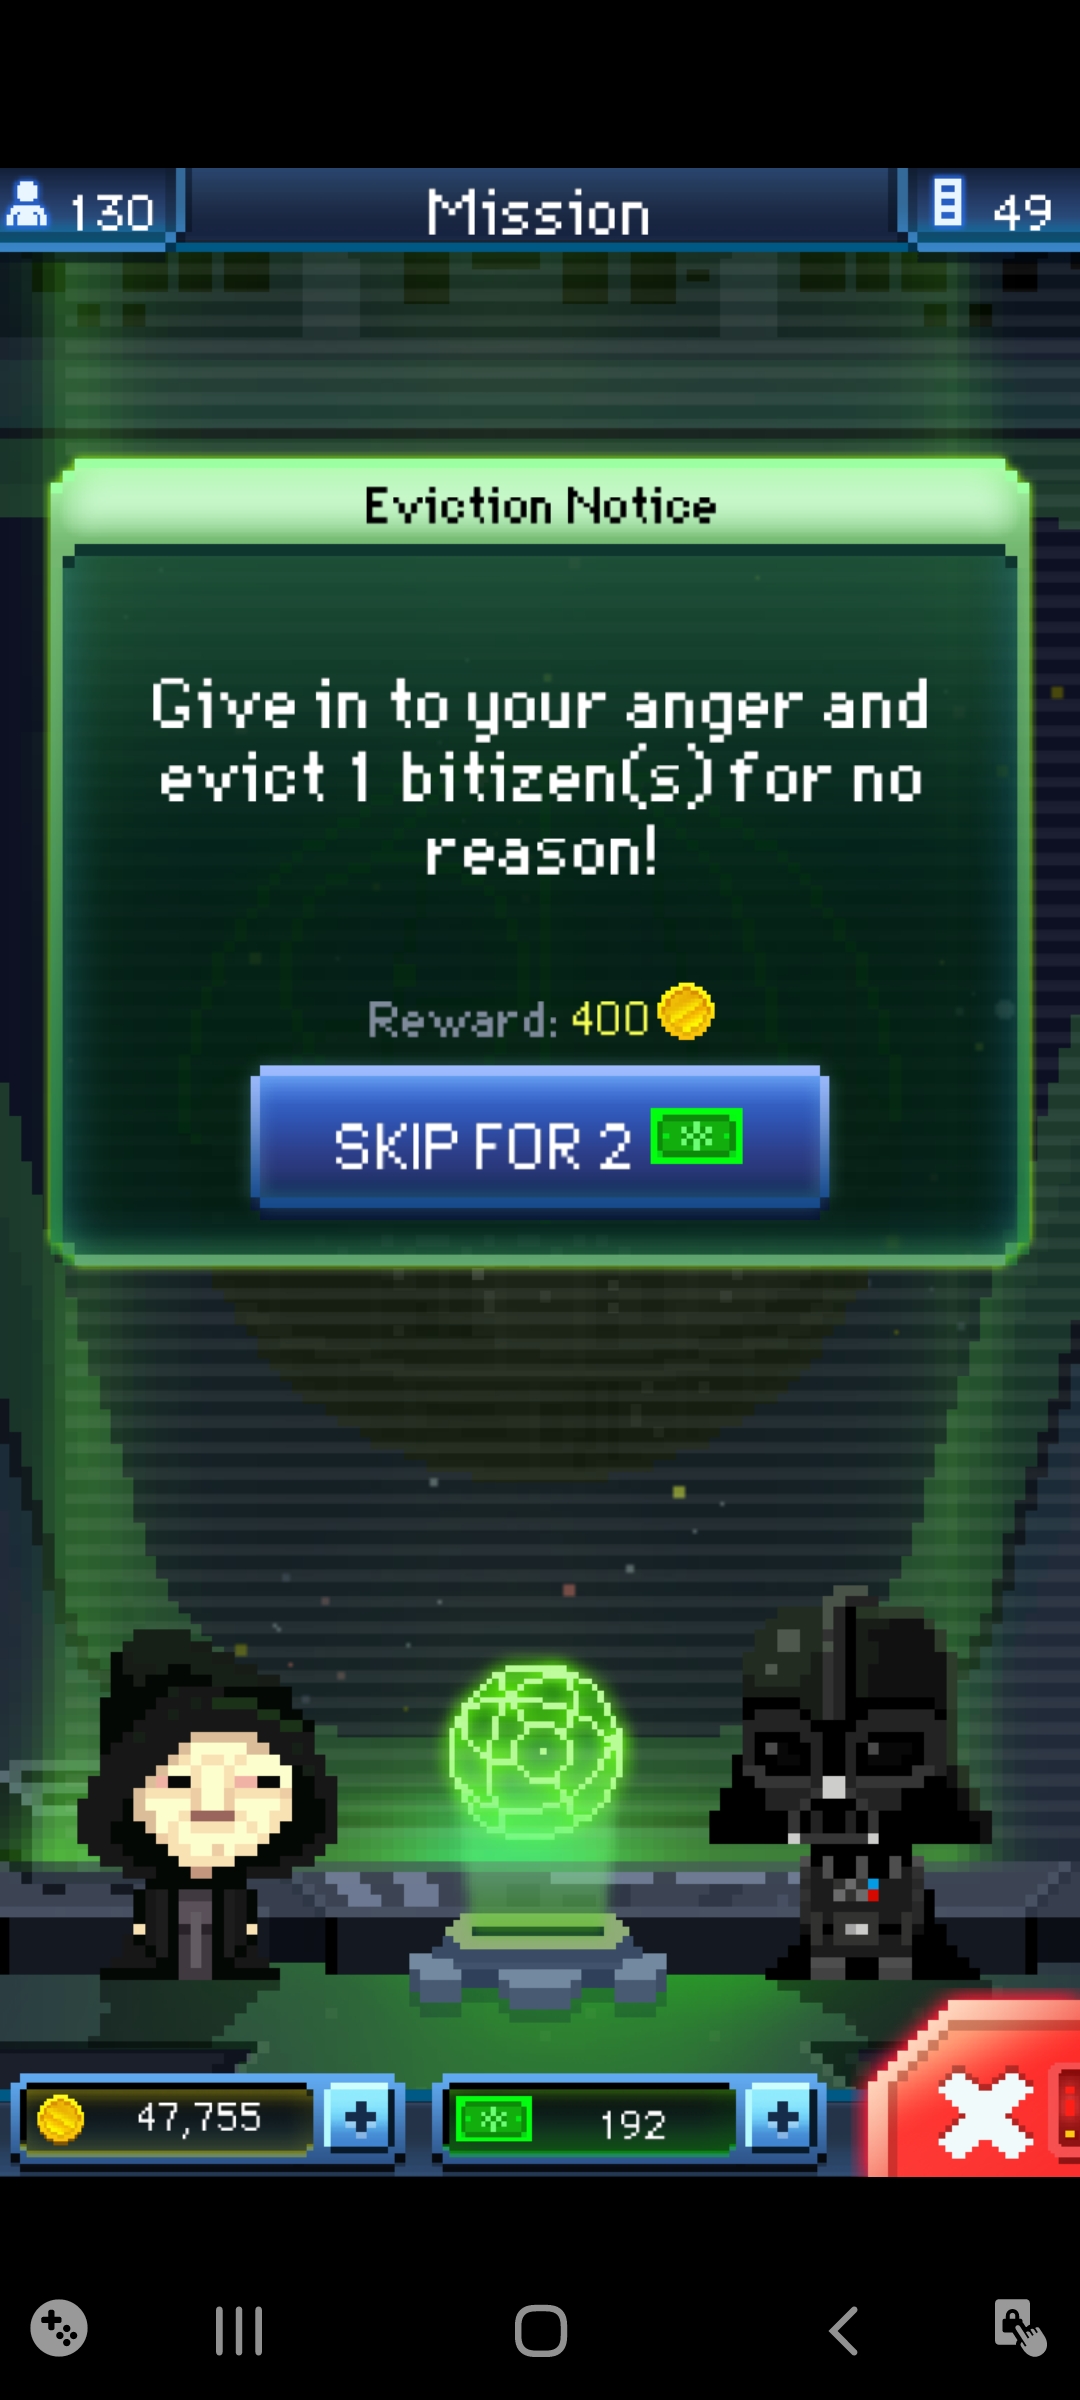 130
Mission
49
Eviction Notice
Give in to your anger and
evict 1 bitizen(s) for no
reason!
Reward: 400
SKIP FOR 2
47,755
192